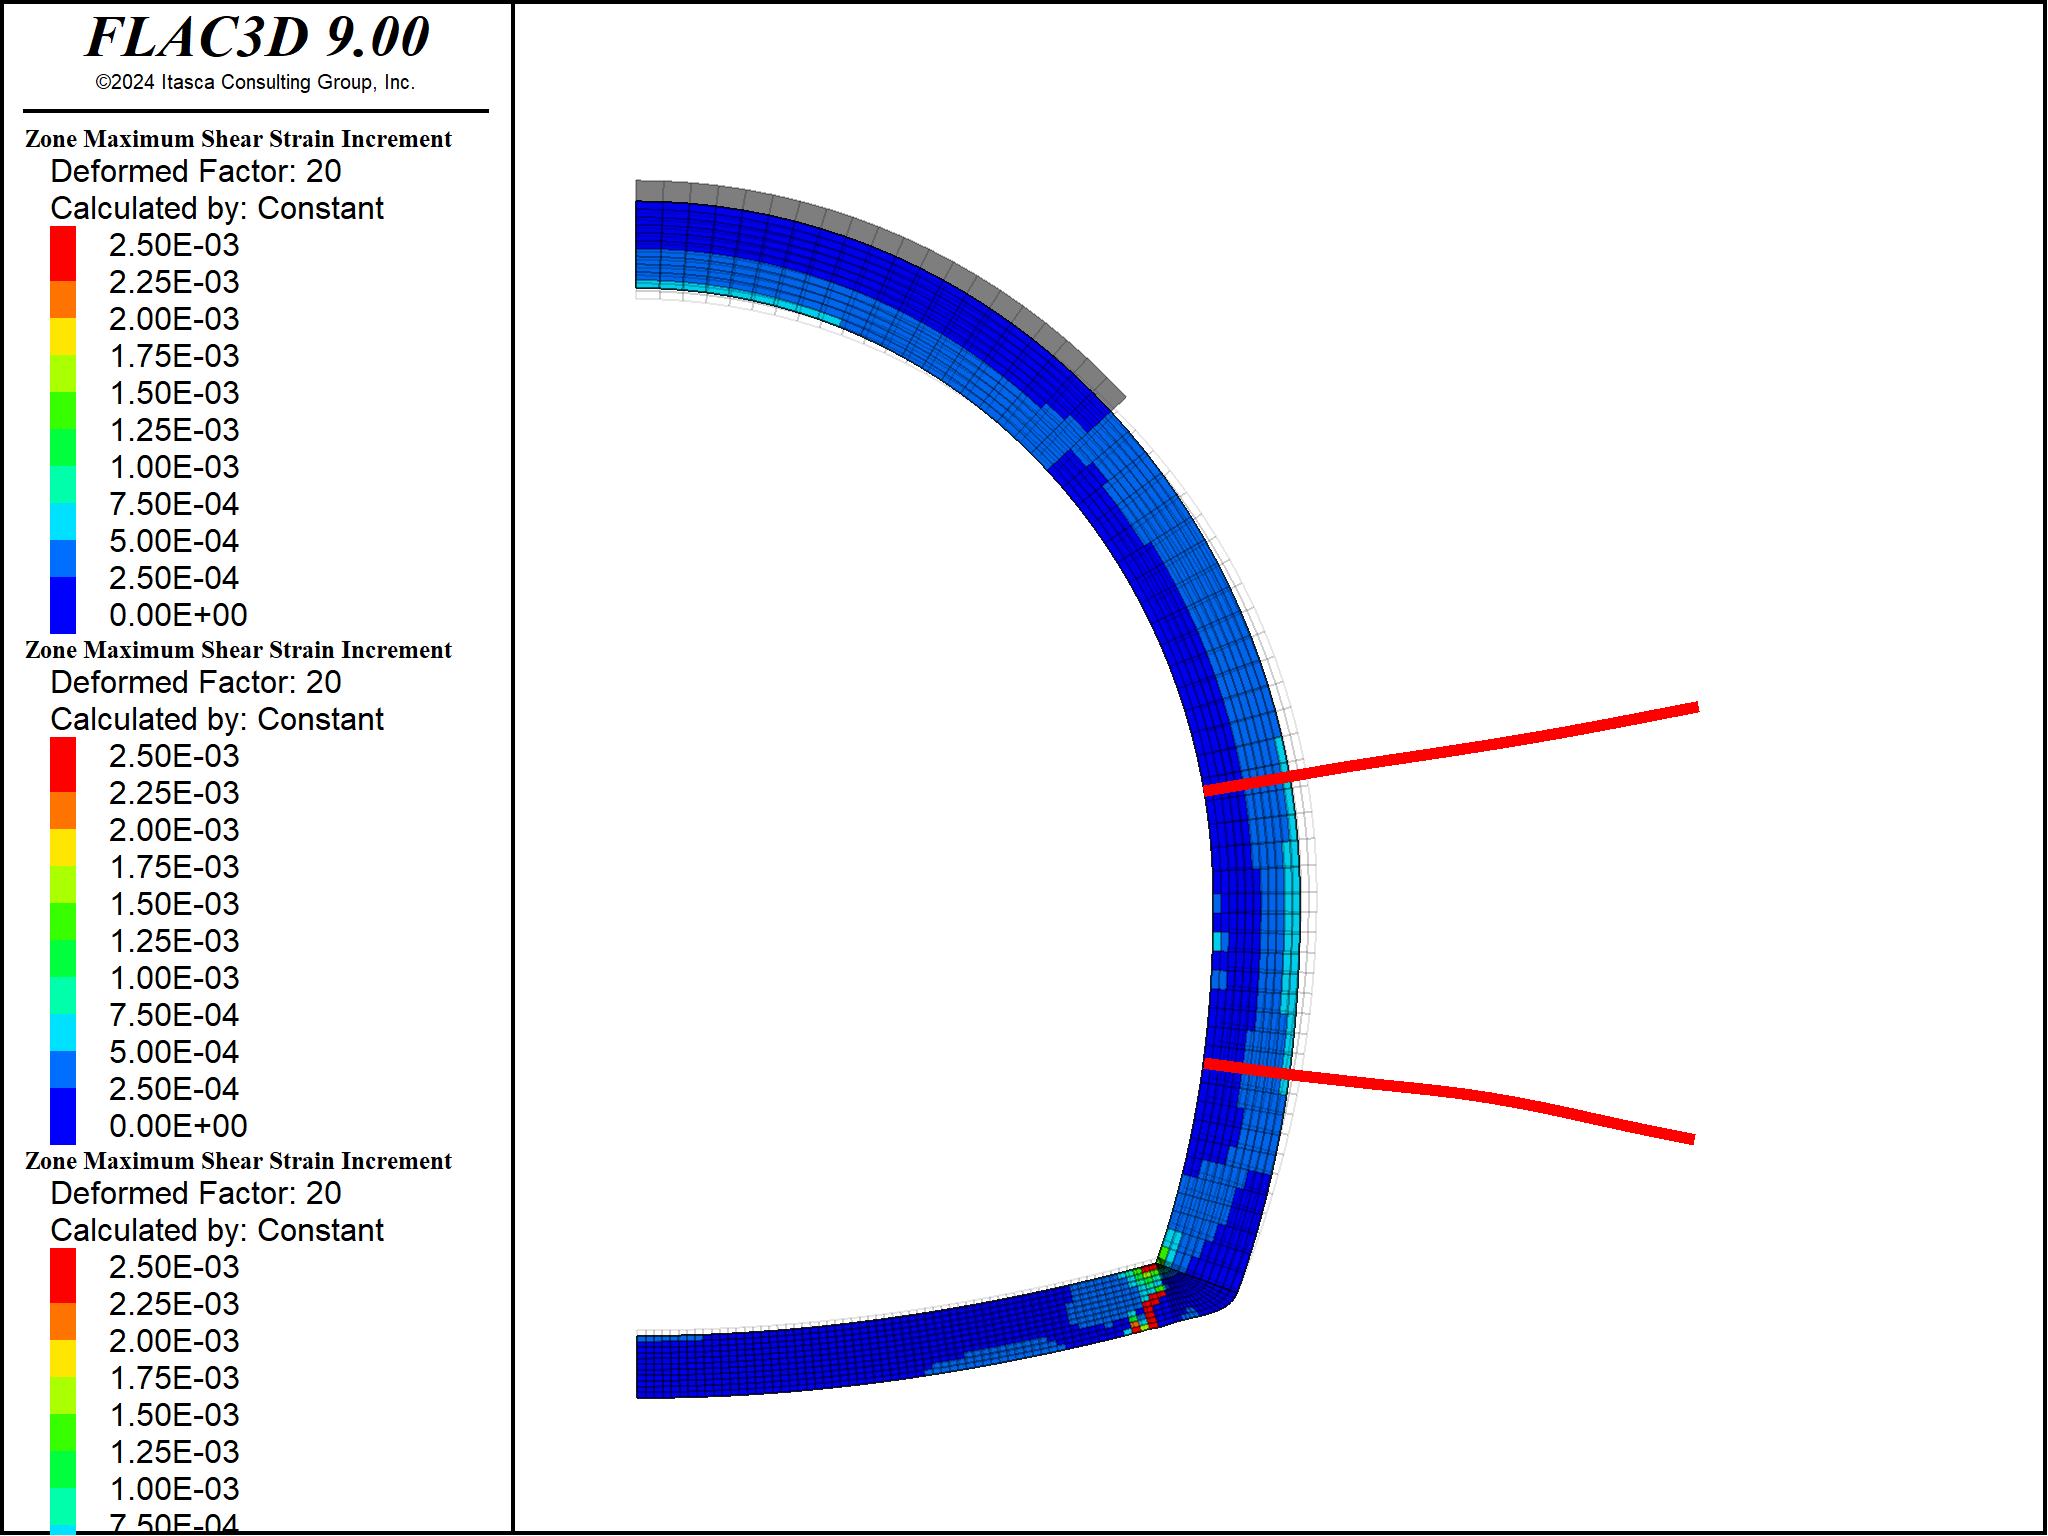 FLAC3D 9.00
©2024 Itasca Consulting Group, Inc.
Zone Maximum Shear Strain Increment
Deformed Factor: 20
Calculated by: Constant
2.50E-03
2.25E-03
2.00E-03
1.75E-03
1.50E-03
1.25E-03
1.00E-03
7.50E-04
5.00E-04
2.50E-04
0.00E+00
Zone Maximum Shear Strain Increment
Deformed Factor: 20
Calculated by: Constant
2.50E-03
2.25E-03
2.00E-03
1.75E-03
1.50E-03
1.25E-03
1.00E-03
7.50E-04
5.00E-04
2.50E-04
0.00E+00
Zone Maximum Shear Strain Increment
Deformed Factor: 20
Calculated by: Constant
2.50E-03
2.25E-03
2.00E-03
1.75E-03
1.50E-03
1.25E-03
1.00E-03
7.50E-04